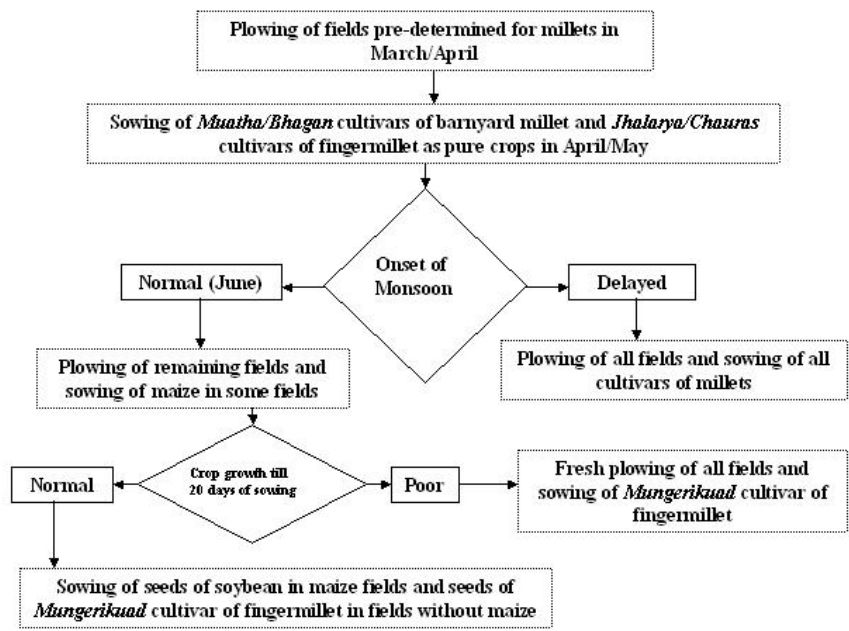 Plowing of fields pre-determined for millets in
March/April
Sowing of Muatha/Bhagan cultivars of barnyard millet and Jhalarya/Chauras
cultivars of fingermillet as pure crops in April/May
Onset of
Monsoon
Normal (June)
Delayed
Plowing of remaining fields and
sowing of maize in some fields
Plowing of all fields and sowing of all
cultivars of millets
Crop growth till
20 days of sowing
Normal
Poor
Fresh plowing of all fields and
sowing of Mungerikuad cultivar of
fingermillet
Sowing of seeds of soybean in maize fields and seeds of
Mungerikuad cultivar of fingermillet in fields without maize